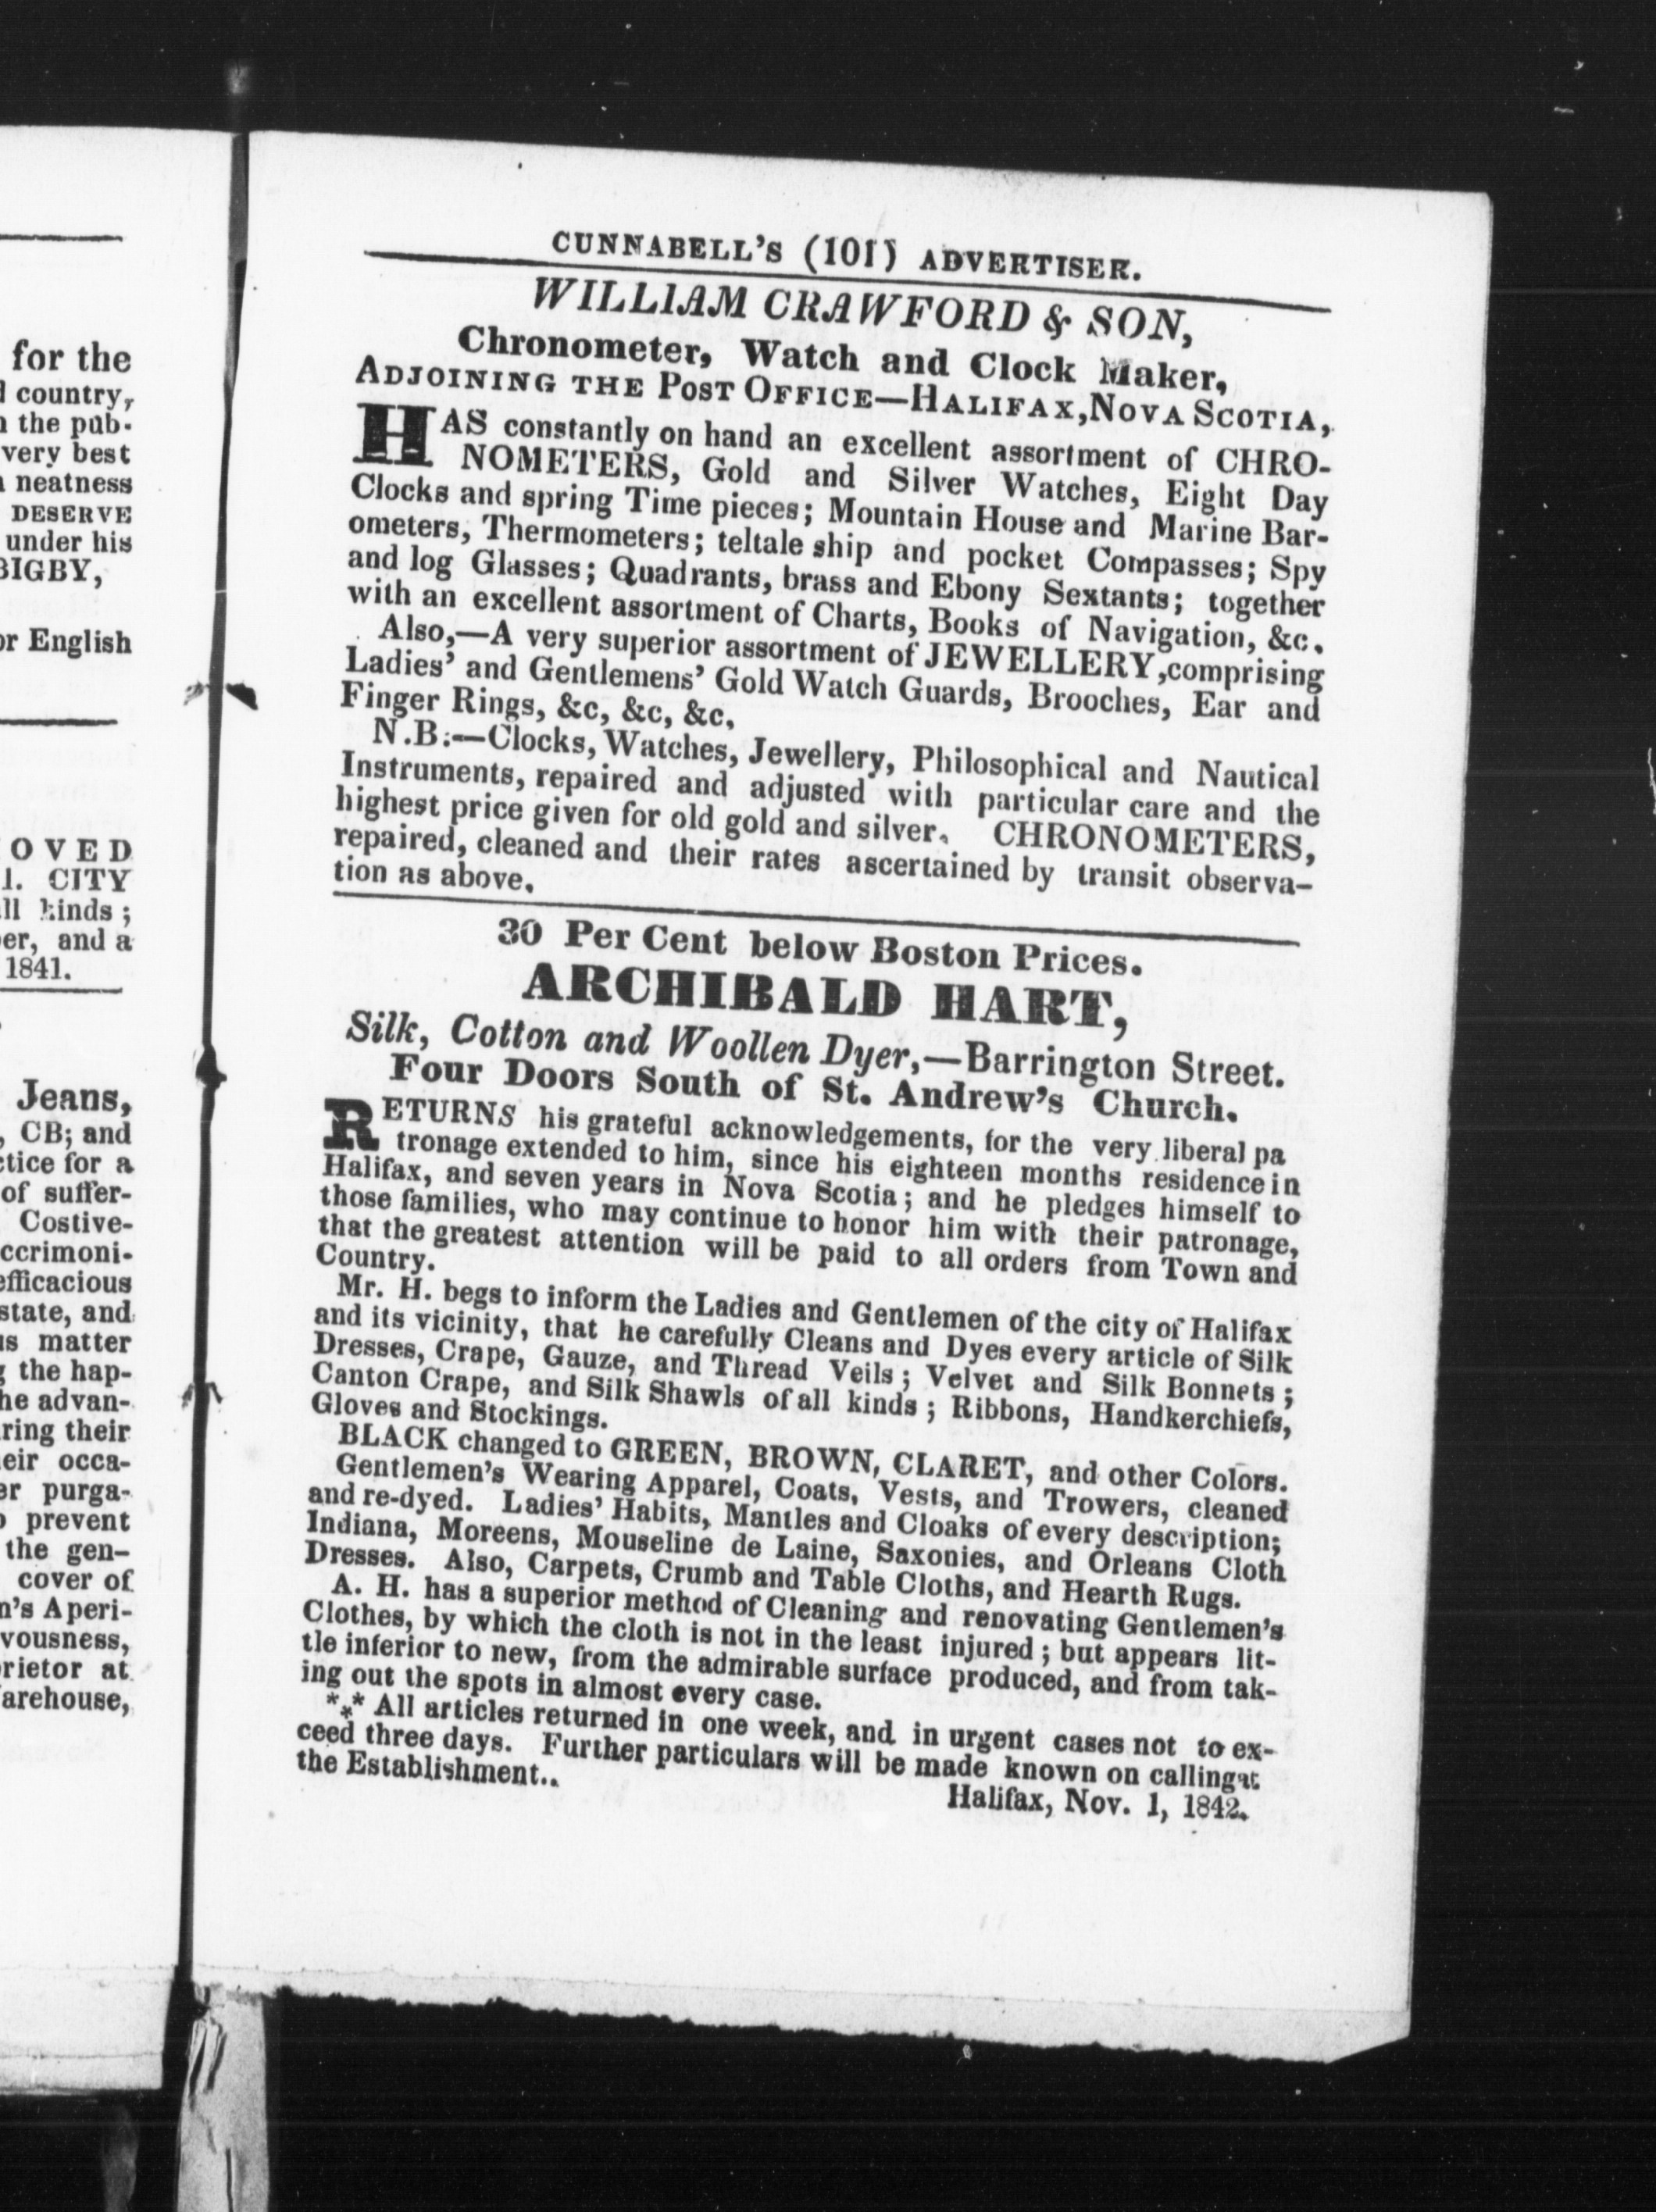 for the
country,
the pub-
very best
neatness
DESERVE
under his
BIGBY,
or English
OVED
1. CITY
ll kinds;
er, and a
1841.
Jeans,
, CB; and
ctice for a
of suffer-
Costive-
ccrimoni-
efficacious
state, and
us matter
the hap-
he advan-
ring their
eir occa-
er purga-
prevent
the gen-
cover of
n's Aperi-
vousness,
prietor at
arehouse,
CUNNABELL'S (101) ADVERTISER.
WILLIAM CRAWFORD & SON,
Chronometer, Watch and Clock Maker,
ADJOINING THE POST OFFICE—HALIFAX, NOVA SCOTIA,
HAS constantly on hand an excellent assortment of CHRO-
NOMETERS, Gold and Silver Watches, Eight Day
Clocks and spring Time pieces; Mountain House and Marine Bar-
ometers, Thermometers; teltale ship and pocket Compasses; Spy
and log Glasses; Quadrants, brass and Ebony Sextants; together
with an excellent assortment of Charts, Books of Navigation, &c.
Also,—A very superior assortment of JEWELLERY, comprising
Ladies' and Gentlemens' Gold Watch Guards, Brooches, Ear and
Finger Rings, &c, &c, &c,
N.B:—Clocks, Watches, Jewellery, Philosophical and Nautical
Instruments, repaired and adjusted with particular care and the
highest price given for old gold and silver. CHRONOMETERS,
repaired, cleaned and their rates ascertained by transit observa-
tion as above.
30 Per Cent below Boston Prices.
ARCHIBALD HART,
Silk, Cotton and Woollen Dyer,—Barrington Street.
Four Doors South of St. Andrew's Church.
RETURNS his grateful acknowledgements, for the very liberal pa
tronage extended to him, since his eighteen months residence in
Halifax, and seven years in Nova Scotia; and he pledges himself to
those families, who may continue to honor him with their patronage,
that the greatest attention will be paid to all orders from Town and
Country.
Mr. H. begs to inform the Ladies and Gentlemen of the city of Halifax
and its vicinity, that he carefully Cleans and Dyes every article of Silk
Dresses, Crape, Gauze, and Thread Veils; Velvet and Silk Bonnets;
Canton Crape, and Silk Shawls of all kinds; Ribbons, Handkerchiefs,
Gloves and Stockings.
BLACK changed to GREEN, BROWN, CLARET, and other Colors.
Gentlemen's Wearing Apparel, Coats, Vests, and Trowers, cleaned
and re-dyed. Ladies' Habits, Mantles and Cloaks of every description;
Indiana, Moreens, Mouseline de Laine, Saxonies, and Orleans Cloth
Dresses. Also, Carpets, Crumb and Table Cloths, and Hearth Rugs.
A. H. has a superior method of Cleaning and renovating Gentlemen's
Clothes, by which the cloth is not in the least injured; but appears lit-
tle inferior to new, from the admirable surface produced, and from tak-
ing out the spots in almost every case.
*** All articles returned in one week, and in urgent cases not to ex-
ceed three days. Further particulars will be made known on calling at
the Establishment..
Halifax, Nov. 1, 1842.